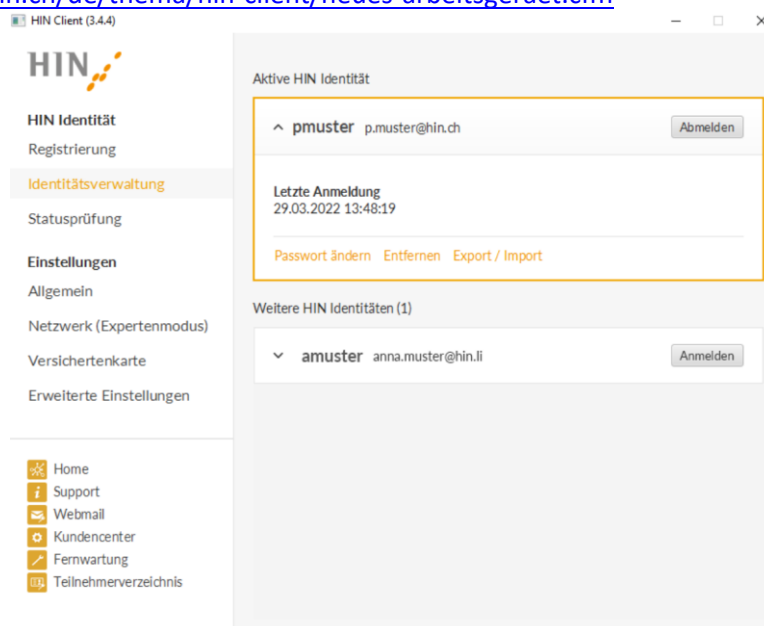 HIN Client (3.4.4)
HIN
HIN Identität
Registrierung
Identitätsverwaltung
Statusprüfung
Einstellungen
Allgemein
Netzwerk (Expertenmodus)
Versichertenkarte
Erweiterte Einstellungen
Home
Support
Webmail
Kundencenter
Fernwartung
Teilnehmerverzeichnis
Aktive HIN Identität
pmuster p.muster@hin.ch Abmelden
Letzte Anmeldung
29.03.2022 13:48:19
Passwort ändern Entfernen Export / Import
Weitere HIN Identitäten (1)
amuster anna.muster@hin.li Anmelden